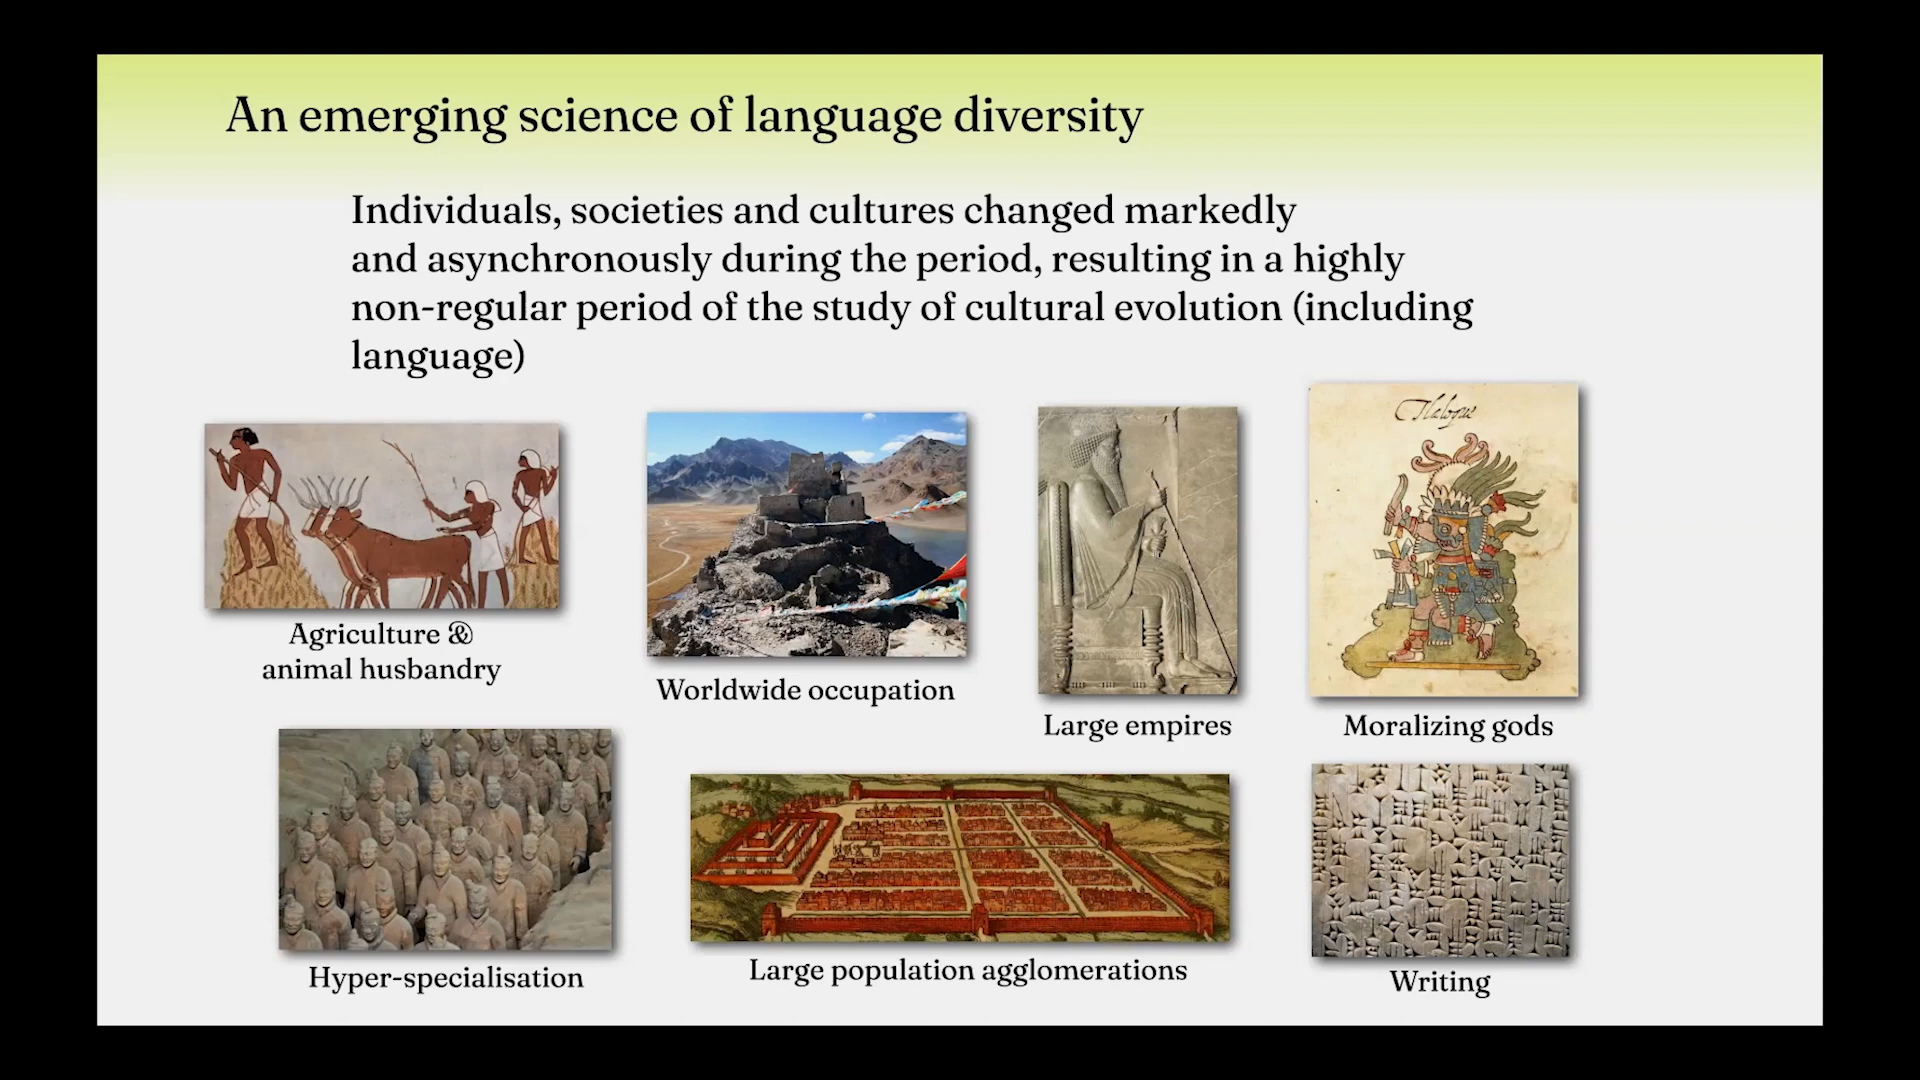 An emerging science of language diversity
Individuals, societies and cultures changed markedly
and asynchronously during the period, resulting in a highly
non-regular period of the study of cultural evolution (including
language)
Agriculture &
animal husbandry
Worldwide occupation
Large empires
Tlaloque
Moralizing gods
Hyper-specialisation
Large population agglomerations
Writing